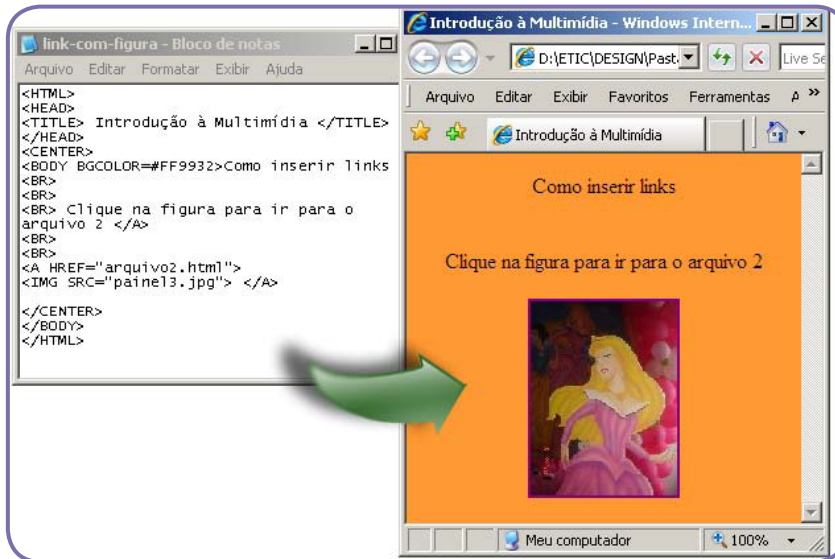 link-com-figura - Bloco de notas
Arquivo Editar Formatar Exibir Ajuda
<HTML>
<HEAD>
<TITLE> Introdução à Multimídia </TITLE>
</HEAD>
<CENTER>
<BODY BGCOLOR=#FF9932>Como inserir links
<BR>
<BR>
<BR> Clique na figura para ir para o
arquivo 2 </A>
<BR>
<BR>
<A HREF="arquivo2.html">
<IMG SRC="painel3.jpg"> </A>
</CENTER>
</BODY>
</HTML>
Introdução à Multimídia - Windows Intern...
D:\ETIC\DESIGN\Past.
Live Se
Arquivo Editar Exibir Favoritos Ferramentas A »
Introdução à Multimídia
Como inserir links
Clique na figura para ir para o arquivo 2
Meu computador 100%